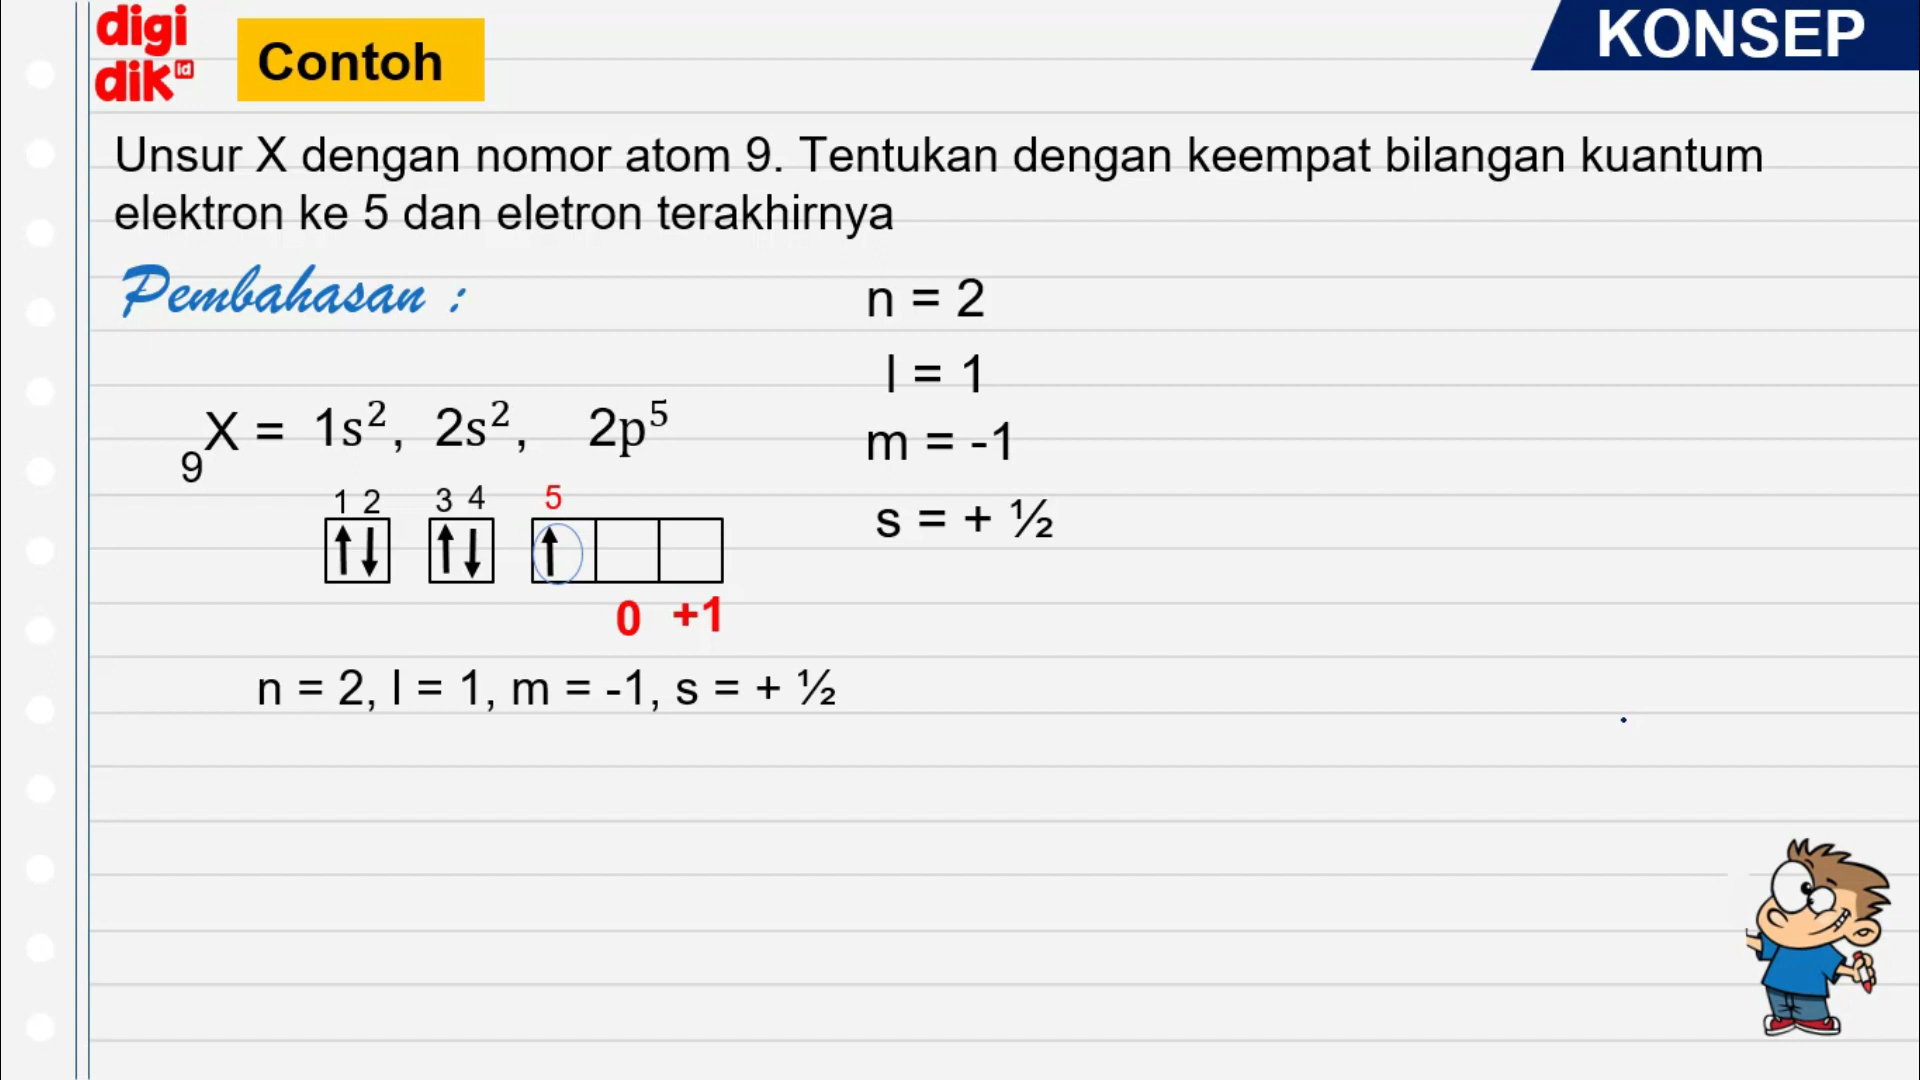 digi
dik id
Contoh
KONSEP
Unsur X dengan nomor atom 9. Tentukan dengan keempat bilangan kuantum
elektron ke 5 dan eletron terakhirnya
Pembahasan :
₉X = 1s², 2s², 2p⁵
1 2 3 4 5
0 +1
n = 2, l = 1, m = -1, s = + ½
n = 2
l = 1
m = -1
s = + ½